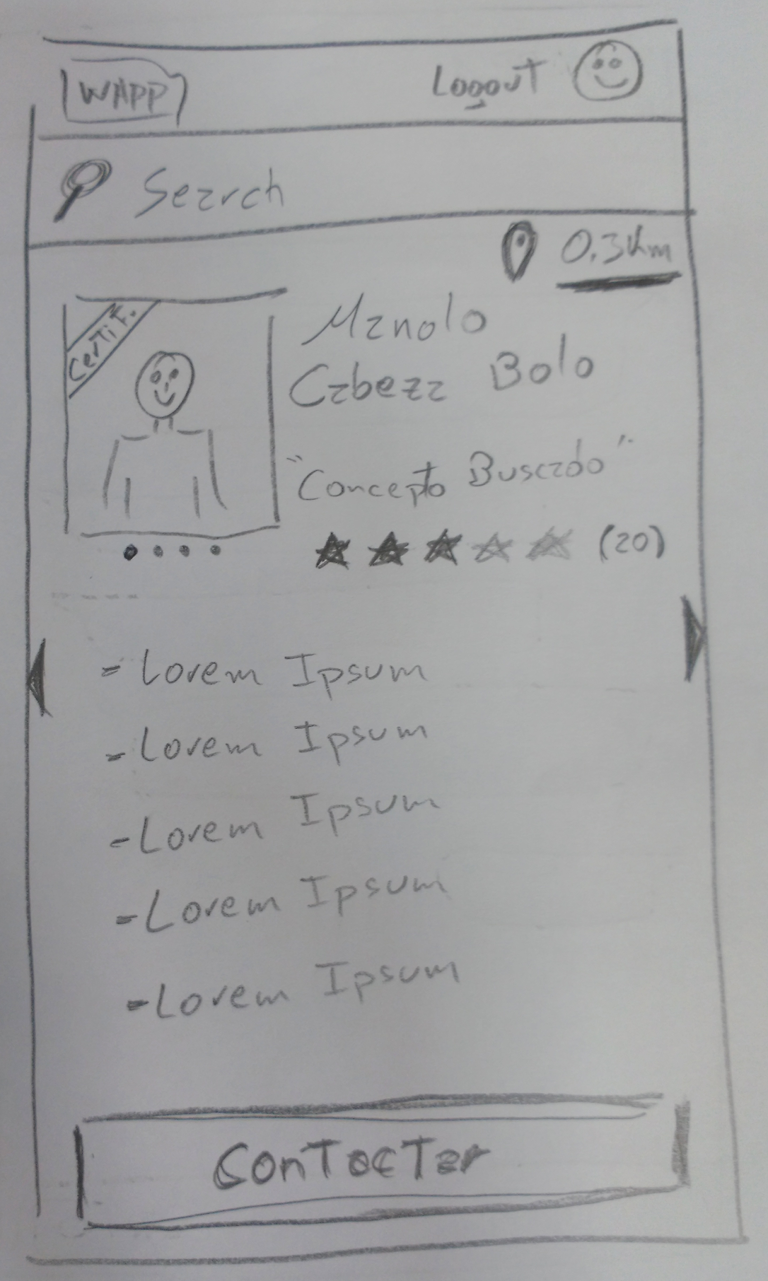 WAPP
Logout
Search
0.3Km
Certif.
Manolo
Cabeza Bolo
"Concepto Buscado"
(20)
- Lorem Ipsum
- Lorem Ipsum
- Lorem Ipsum
- Lorem Ipsum
- Lorem Ipsum
Contactar